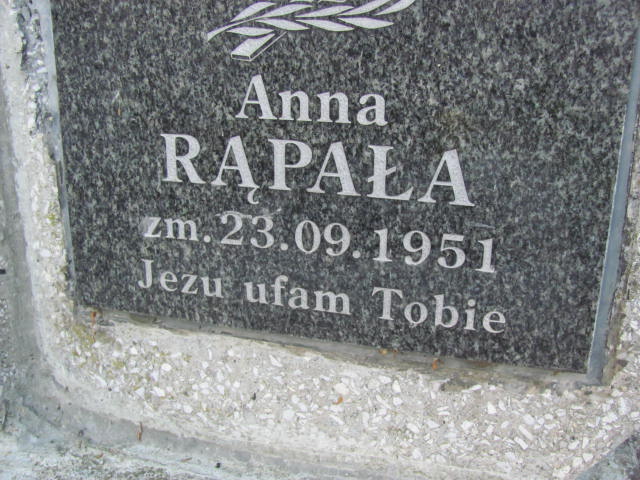 Anna
RĄPAŁA
zm. 23.09.1951
Jezu ufam Tobie